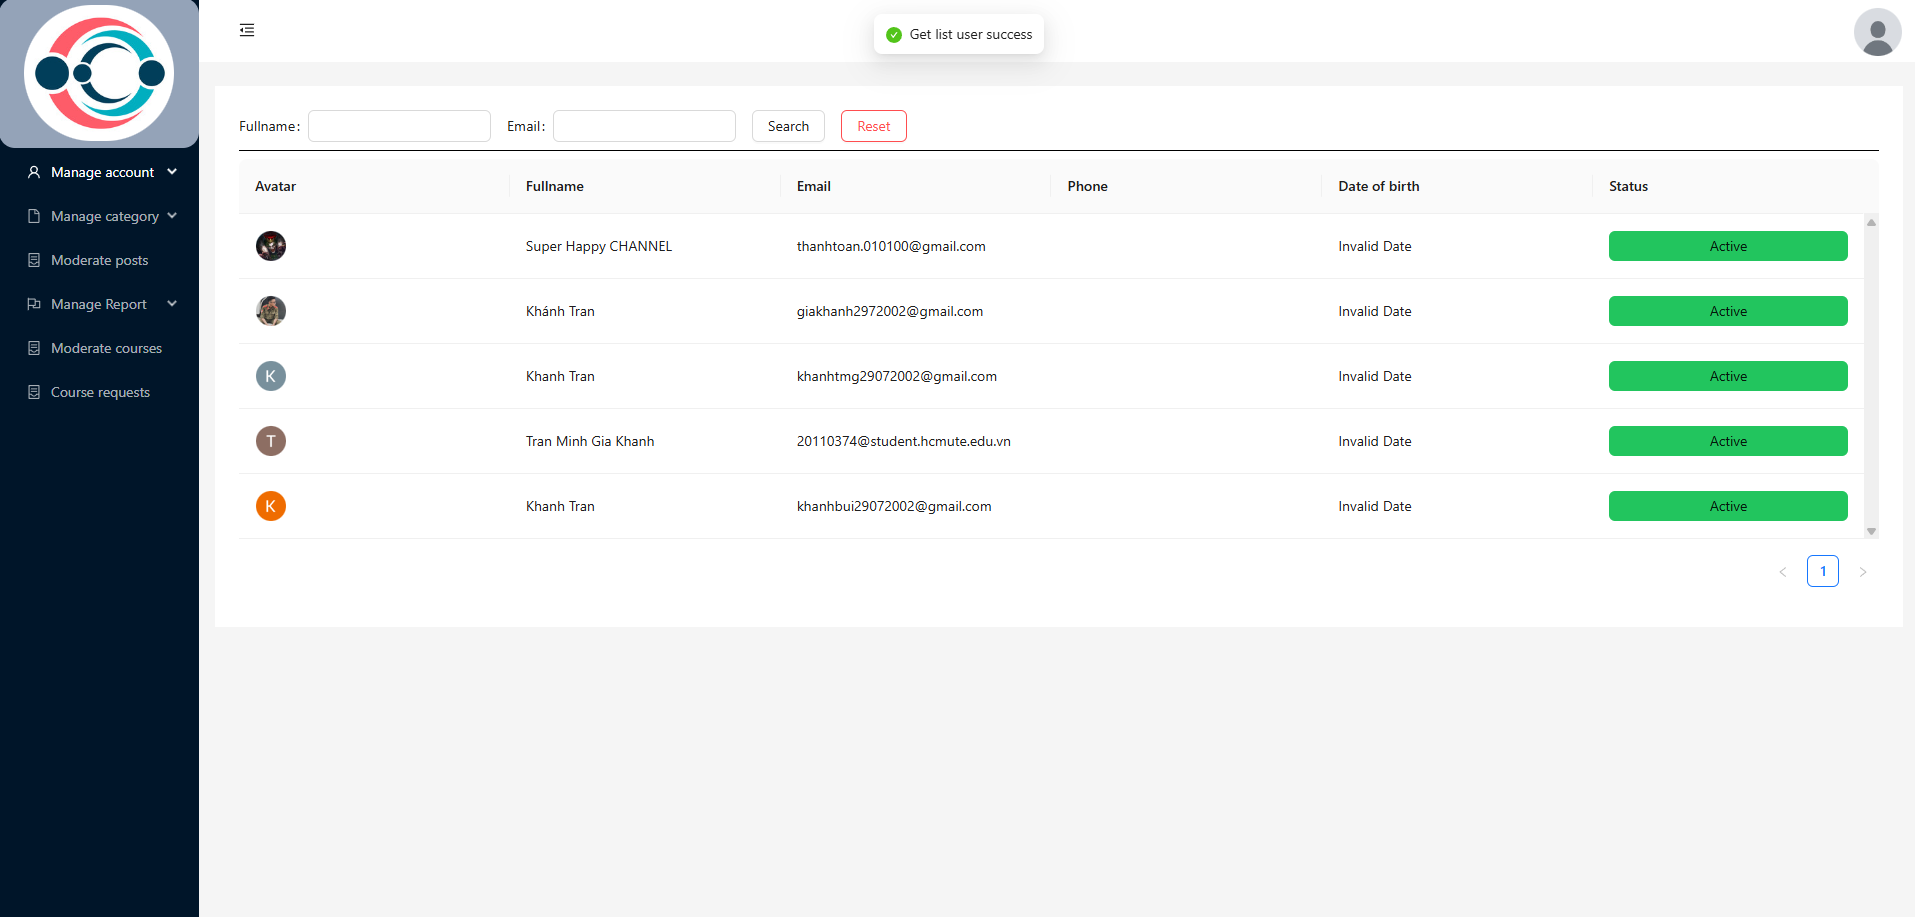 Get list user success
Manage account
Manage category
Moderate posts
Manage Report
Moderate courses
Course requests
Fullname: Email: Search Reset
Avatar Fullname Email Phone Date of birth Status
Super Happy CHANNEL thanhtoan.010100@gmail.com Invalid Date Active
Khánh Tran giakhanh2972002@gmail.com Invalid Date Active
K Khanh Tran khanhtmg29072002@gmail.com Invalid Date Active
T Tran Minh Gia Khanh 20110374@student.hcmute.edu.vn Invalid Date Active
K Khanh Tran khanhbui29072002@gmail.com Invalid Date Active
< 1 >